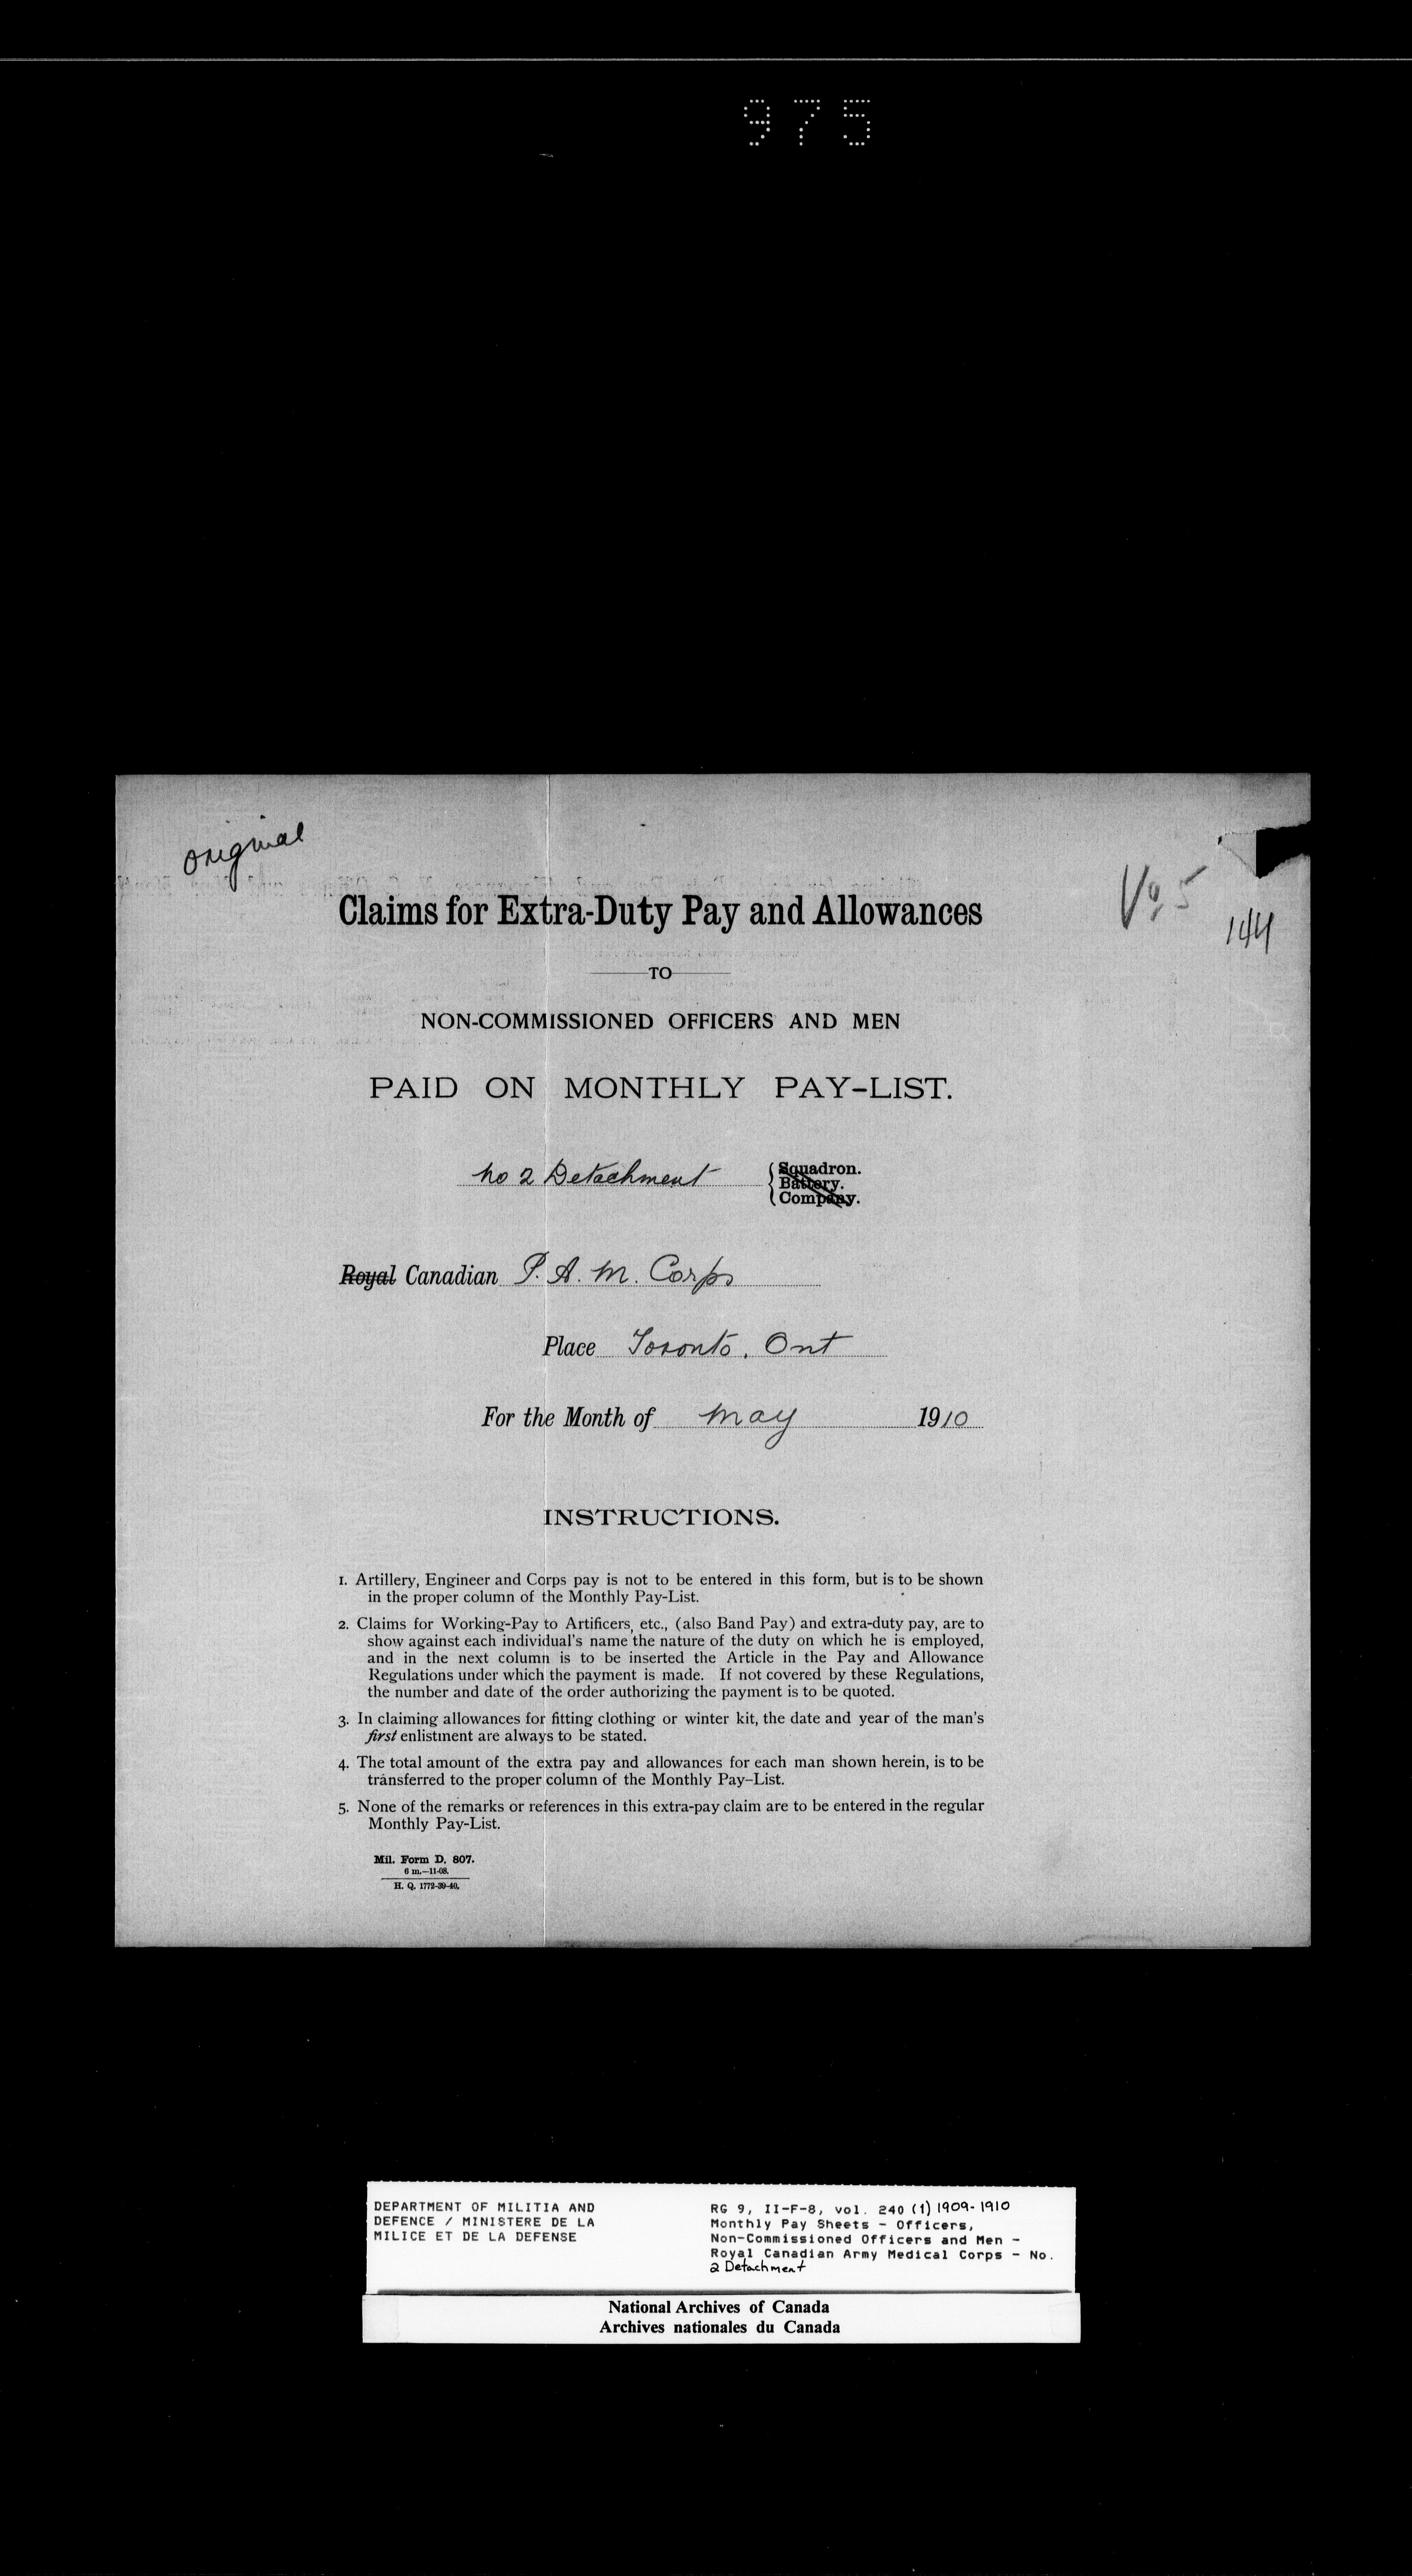 975
original
Vo, 5
144
Claims for Extra-Duty Pay and Allowances
TO
NON-COMMISSIONED OFFICERS AND MEN
PAID ON MONTHLY PAY-LIST.
No 2 Detachment
Squadron.
Battery.
Company.
Royal Canadian P. A. M. Corps
Place Toronto. Ont
For the Month of May 1910
INSTRUCTIONS.
1. Artillery, Engineer and Corps pay is not to be entered in this form, but is to be shown
in the proper column of the Monthly Pay-List.
2. Claims for Working-Pay to Artificers, etc., (also Band Pay) and extra-duty pay, are to
show against each individual's name the nature of the duty on which he is employed,
and in the next column is to be inserted the Article in the Pay and Allowance
Regulations under which the payment is made. If not covered by these Regulations,
the number and date of the order authorizing the payment is to be quoted.
3. In claiming allowances for fitting clothing or winter kit, the date and year of the man's
first enlistment are always to be stated.
4. The total amount of the extra pay and allowances for each man shown herein, is to be
transferred to the proper column of the Monthly Pay-List.
5. None of the remarks or references in this extra-pay claim are to be entered in the regular
Monthly Pay-List.
Mil. Form D. 807.
6 m.—11-08.
H. Q. 1772-39-40.
DEPARTMENT OF MILITIA AND
DEFENCE / MINISTERE DE LA
MILICE ET DE LA DEFENSE
RG 9, II-F-8, vol. 240 (1) 1909-1910
Monthly Pay Sheets - Officers,
Non-Commissioned Officers and Men -
Royal Canadian Army Medical Corps - No.
2 Detachment
National Archives of Canada
Archives nationales du Canada